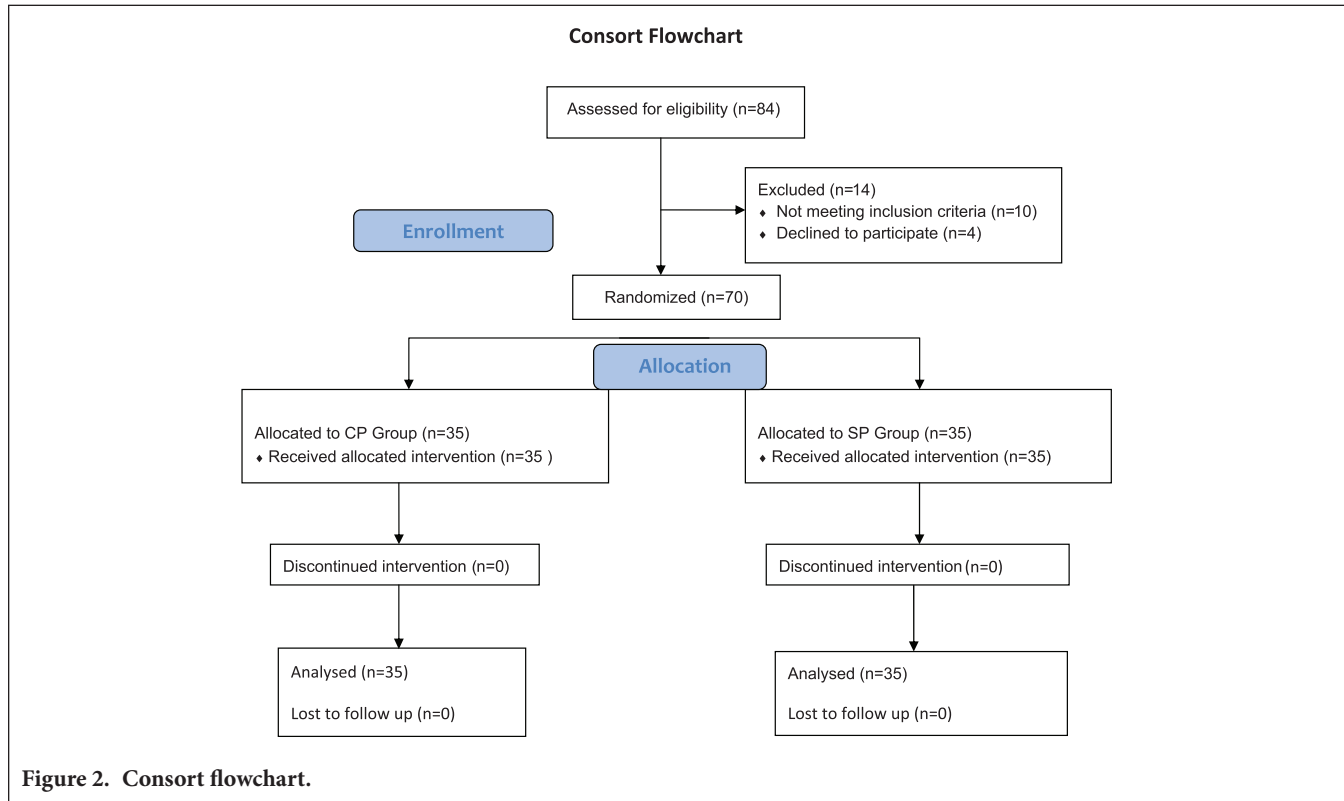 Consort Flowchart
Assessed for eligibility (n=84)
Excluded (n=14)
♦ Not meeting inclusion criteria (n=10)
♦ Declined to participate (n=4)
Enrollment
Randomized (n=70)
Allocation
Allocated to CP Group (n=35)
♦ Received allocated intervention (n=35 )
Allocated to SP Group (n=35)
♦ Received allocated intervention (n=35)
Discontinued intervention (n=0)
Discontinued intervention (n=0)
Analysed (n=35)
Lost to follow up (n=0)
Analysed (n=35)
Lost to follow up (n=0)
Figure 2. Consort flowchart.